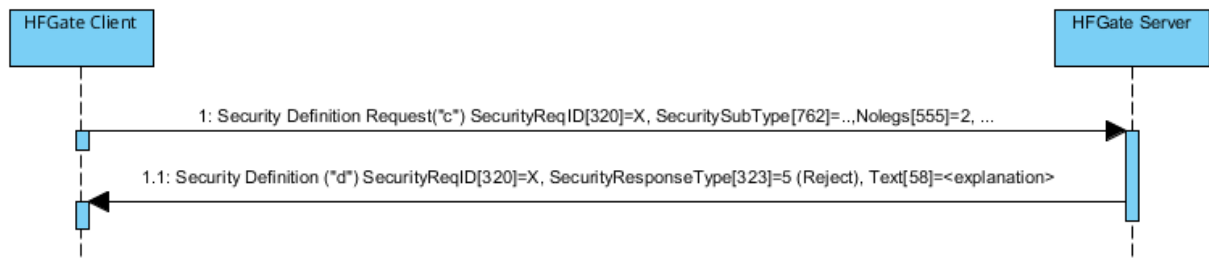 HFGate Client
HFGate Server
1: Security Definition Request("c") SecurityReqID[320]=X, SecuritySubType[762]=..,Nolegs[555]=2, ...
1.1: Security Definition ("d") SecurityReqID[320]=X, SecurityResponseType[323]=5 (Reject), Text[58]=<explanation>